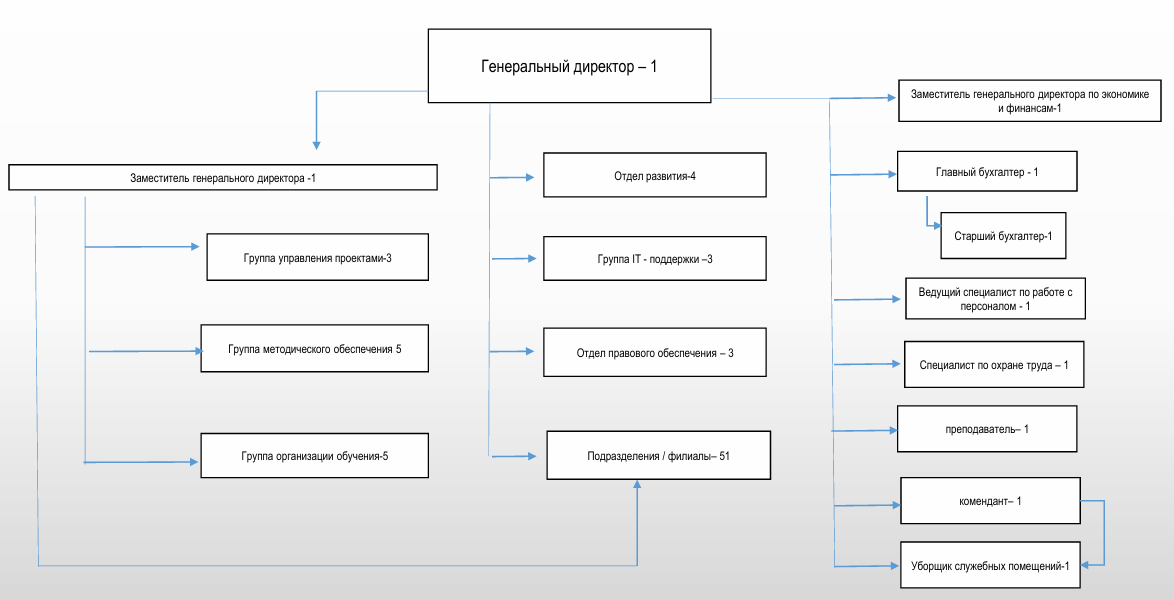 Генеральный директор – 1
Заместитель генерального директора по экономике
и финансам-1
Заместитель генерального директора -1
Отдел развития-4
Главный бухгалтер - 1
Старший бухгалтер-1
Группа управления проектами-3
Группа IT - поддержки –3
Ведущий специалист по работе с
персоналом - 1
Группа методического обеспечения 5
Отдел правового обеспечения – 3
Специалист по охране труда – 1
преподаватель– 1
Группа организации обучения-5
Подразделения / филиалы– 51
комендант– 1
Уборщик служебных помещений-1